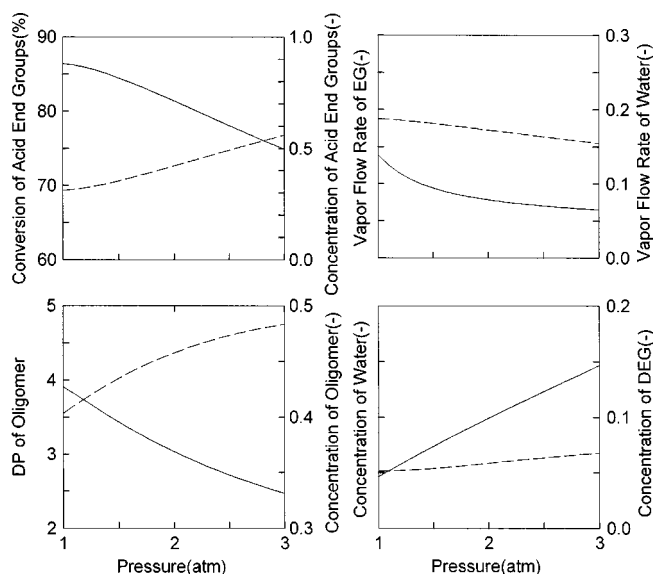 Conversion of Acid End Groups(%)
90
80
70
60
1.0
0.5
0.0
Concentration of Acid End Groups(-)
Vapor Flow Rate of EG(-)
0.3
0.2
0.1
0.0
Vapor Flow Rate of Water(-)
DP of Oligomer
5
4
3
2
0.5
0.4
0.3
Concentration of Oligomer(-)
1 2 3
Pressure(atm)
Concentration of Water(-)
0.2
0.1
0.0
Concentration of DEG(-)
1 2 3
Pressure(atm)